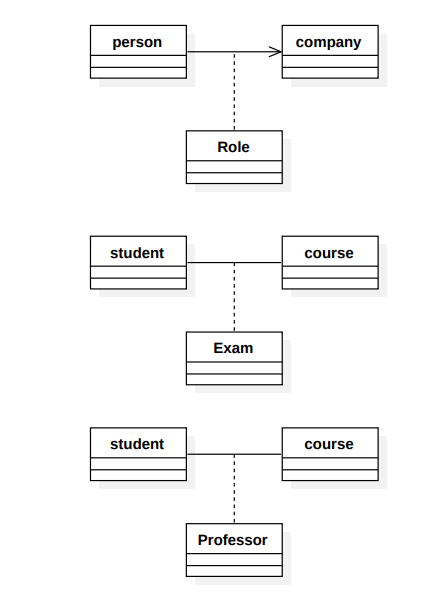 person
company
Role
student
course
Exam
student
course
Professor